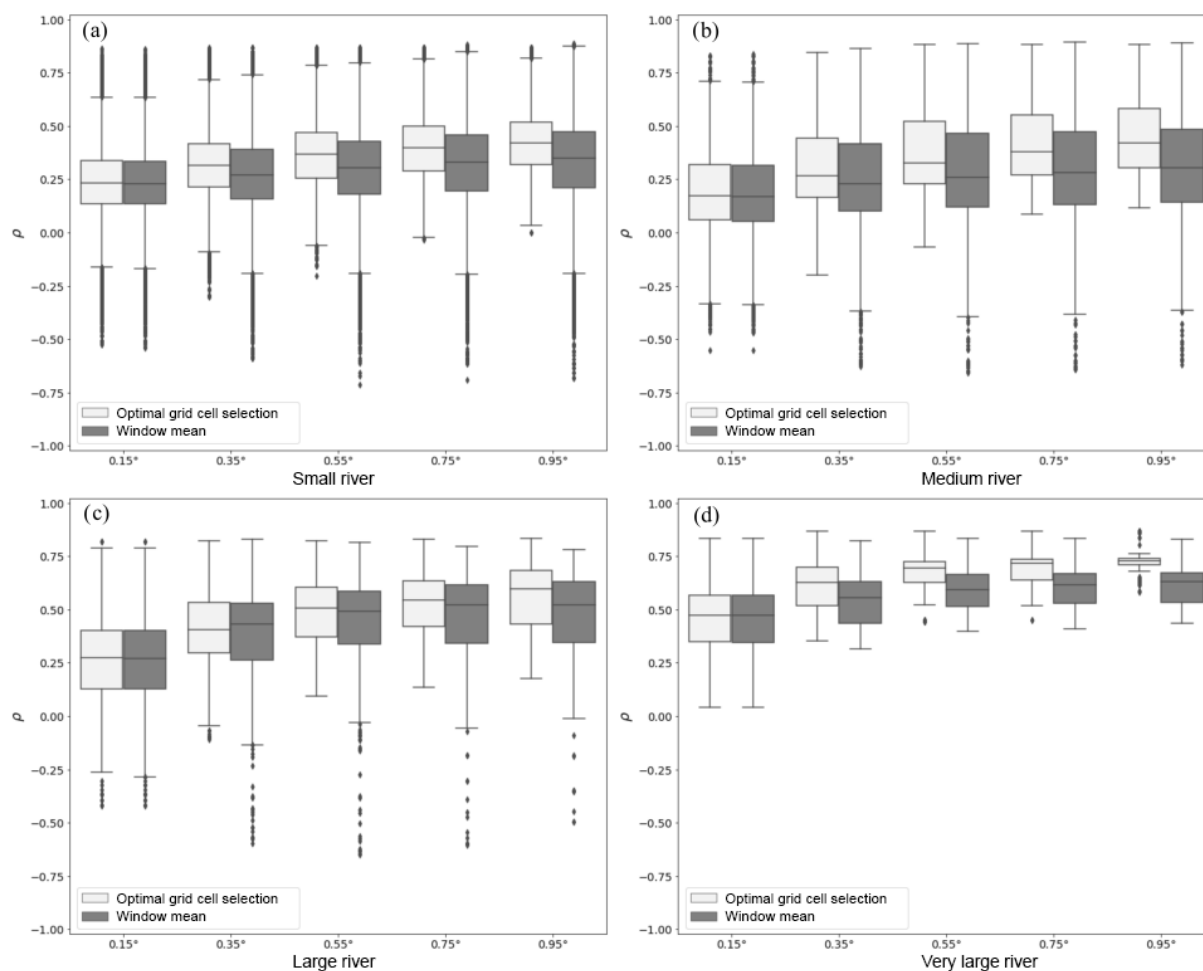 (a)
1.00
0.75
0.50
0.25
0.00
−0.25
−0.50
−0.75
−1.00
ρ
Optimal grid cell selection
Window mean
0.15° 0.35° 0.55° 0.75° 0.95°
Small river
(b)
1.00
0.75
0.50
0.25
0.00
−0.25
−0.50
−0.75
−1.00
ρ
Optimal grid cell selection
Window mean
0.15° 0.35° 0.55° 0.75° 0.95°
Medium river
(c)
1.00
0.75
0.50
0.25
0.00
−0.25
−0.50
−0.75
−1.00
ρ
Optimal grid cell selection
Window mean
0.15° 0.35° 0.55° 0.75° 0.95°
Large river
(d)
1.00
0.75
0.50
0.25
0.00
−0.25
−0.50
−0.75
−1.00
ρ
Optimal grid cell selection
Window mean
0.15° 0.35° 0.55° 0.75° 0.95°
Very large river